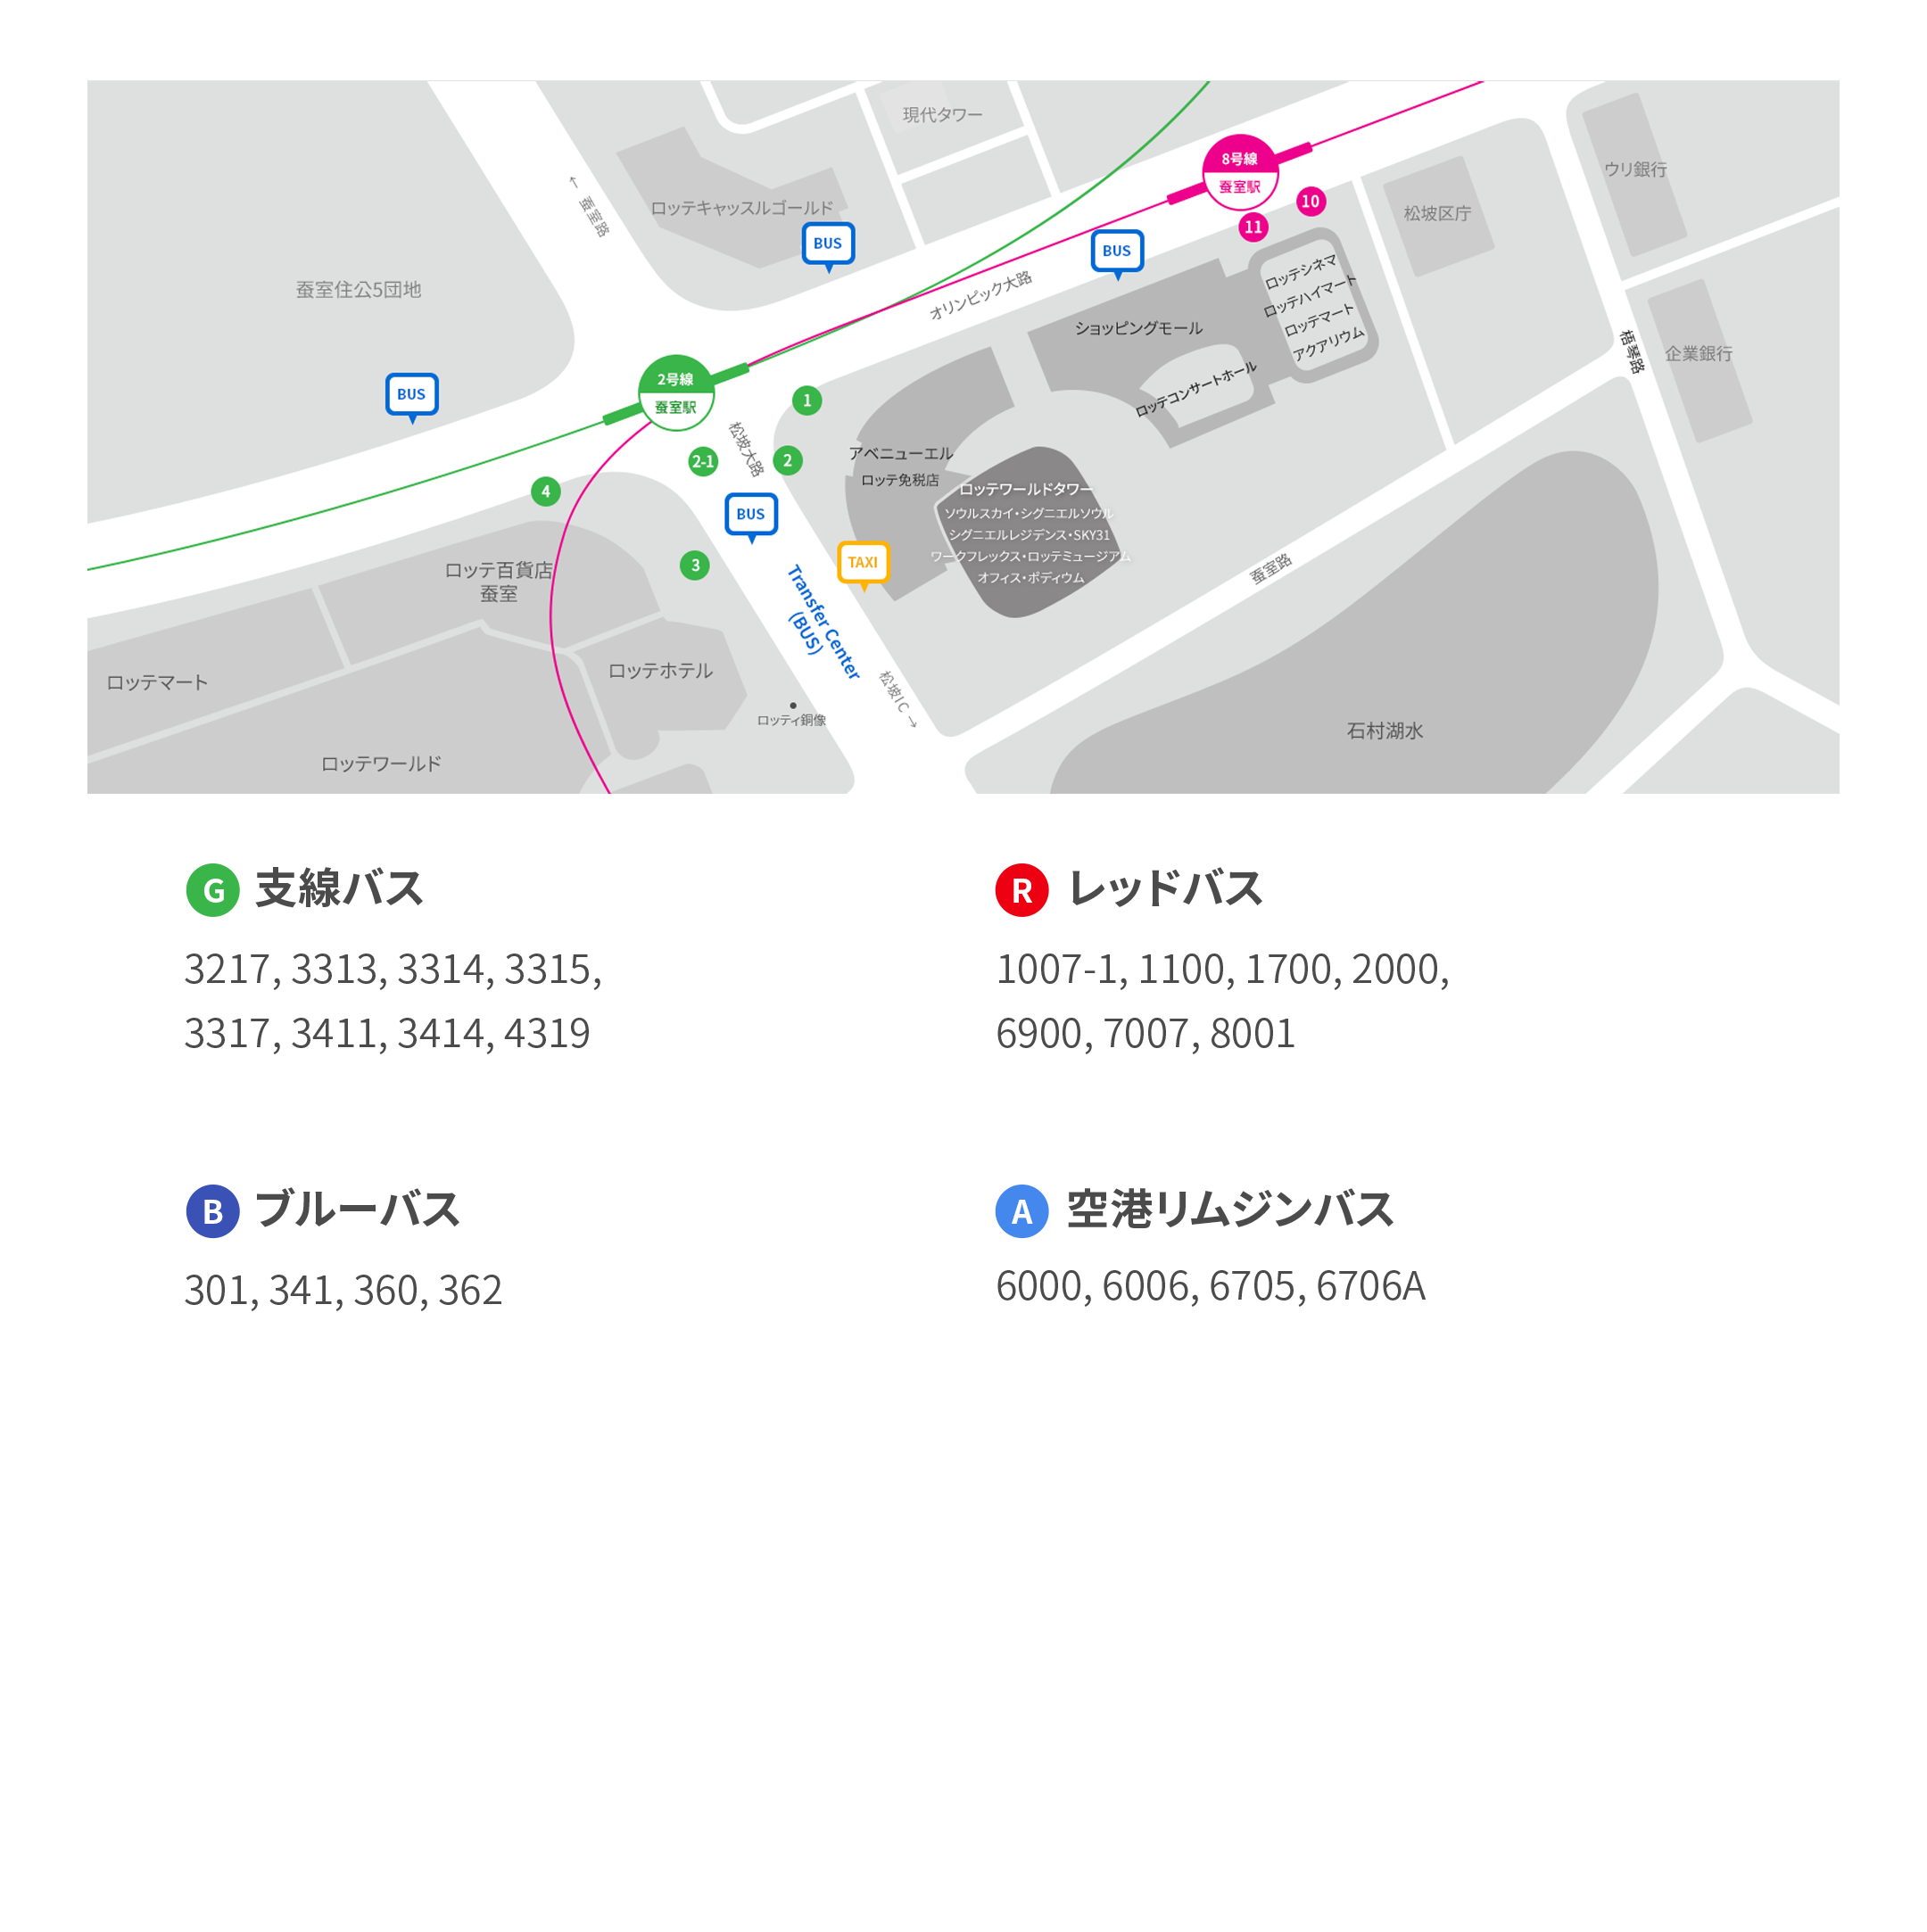 現代タワー
8号線
蚕室駅
ウリ銀行
← 蚕室路
ロッテキャッスルゴールド
10
11
松坡区庁
BUS
BUS
蚕室住公5団地
オリンピック大路
ロッテシネマ
ロッテハイマート
ロッテマート
アクアリウム
ショッピングモール
梧琴路
企業銀行
2号線
蚕室駅
BUS
1
ロッテコンサートホール
松坡大路
2-1
2
アベニューエル
ロッテ免税店
4
ロッテワールドタワー
ソウルスカイ・シグニエルソウル
シグニエルレジデンス・SKY31
ワークフレックス・ロッテミュージアム
オフィス・ポディウム
BUS
3
TAXI
ロッテ百貨店
蚕室
Transfer Center
(BUS)
蚕室路
ロッテマート
ロッテホテル
松坡IC →
ロッティ銅像
石村湖水
ロッテワールド
G 支線バス
3217, 3313, 3314, 3315,
3317, 3411, 3414, 4319
R レッドバス
1007-1, 1100, 1700, 2000,
6900, 7007, 8001
B ブルーバス
301, 341, 360, 362
A 空港リムジンバス
6000, 6006, 6705, 6706A